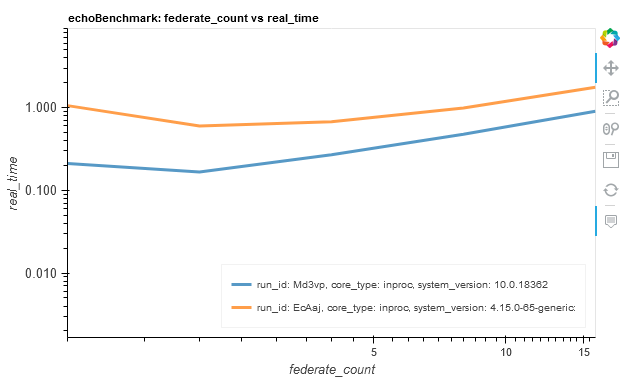 echoBenchmark: federate_count vs real_time
1.000
0.100
0.010
real_time
run_id: Md3vp, core_type: inproc, system_version: 10.0.18362
run_id: EcAaj, core_type: inproc, system_version: 4.15.0-65-generic:
5
10
15
federate_count